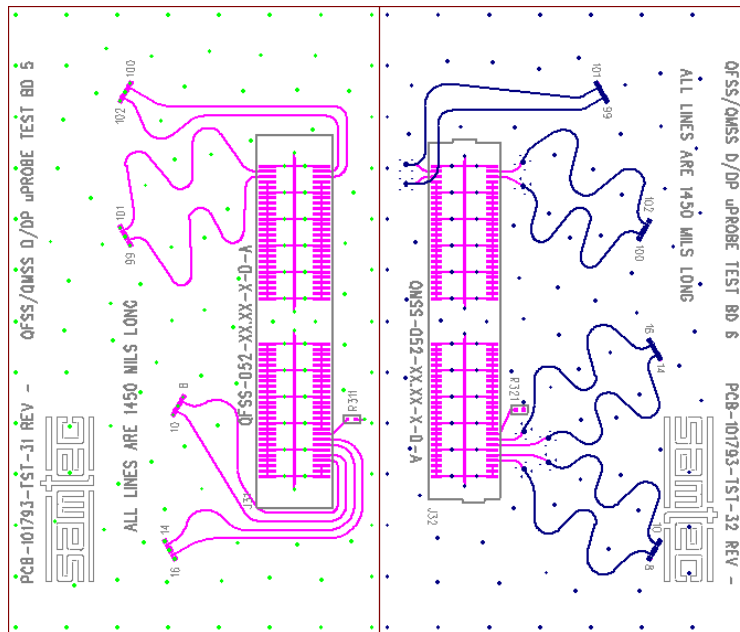 QFSS/QMSS D/DP uPROBE TEST BD 5
PCB-101793-TST-31 REV -
samtec
ALL LINES ARE 1450 MILS LONG
100
102
101
99
8
10
14
16
QFSS-052-XX.XX-X-D-A
J31
R311
QFSS/QMSS D/DP uPROBE TEST BD 6
PCB-101793-TST-32 REV -
samtec
ALL LINES ARE 1450 MILS LONG
101
99
102
100
16
14
10
8
QMSS-052-XX.XX-X-D-A
J32
R321